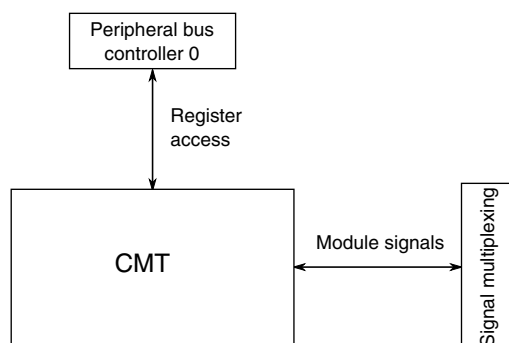 Peripheral bus
controller 0
Register
access
CMT
Module signals
Signal multiplexing